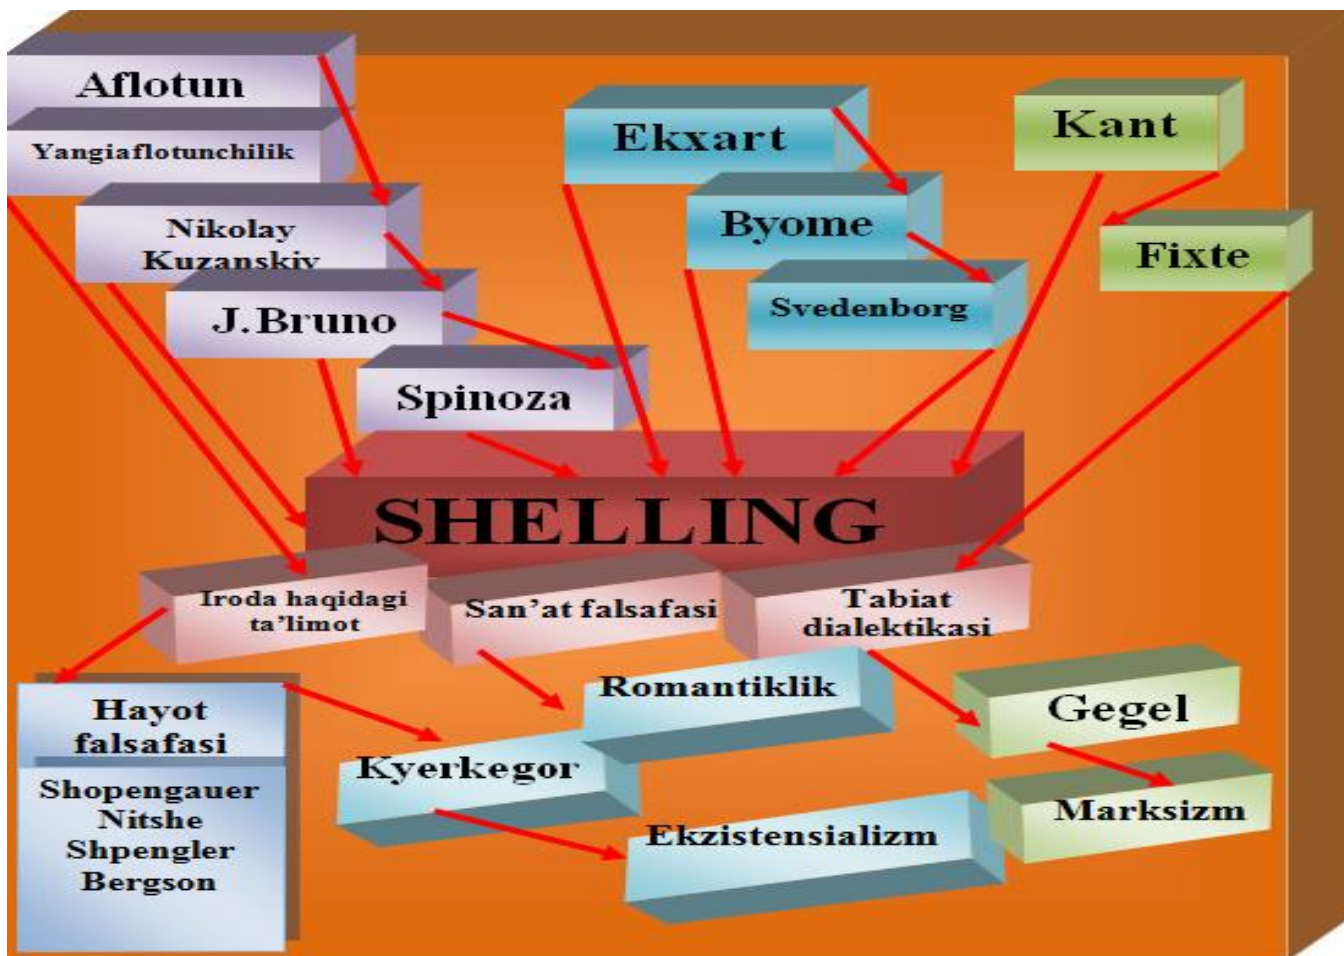 Aflotun
Yangiaflotunchilik
Nikolay
Kuzanskiy
J.Bruno
Spinoza
Ekxart
Byome
Svedenborg
Kant
Fixte
SHELLING
Iroda haqidagi
ta’limot
San’at falsafasi
Tabiat
dialektikasi
Hayot
falsafasi
Shopengauer
Nitshe
Shpengler
Bergson
Kyerkegor
Romantiklik
Ekzistensializm
Gegel
Marksizm